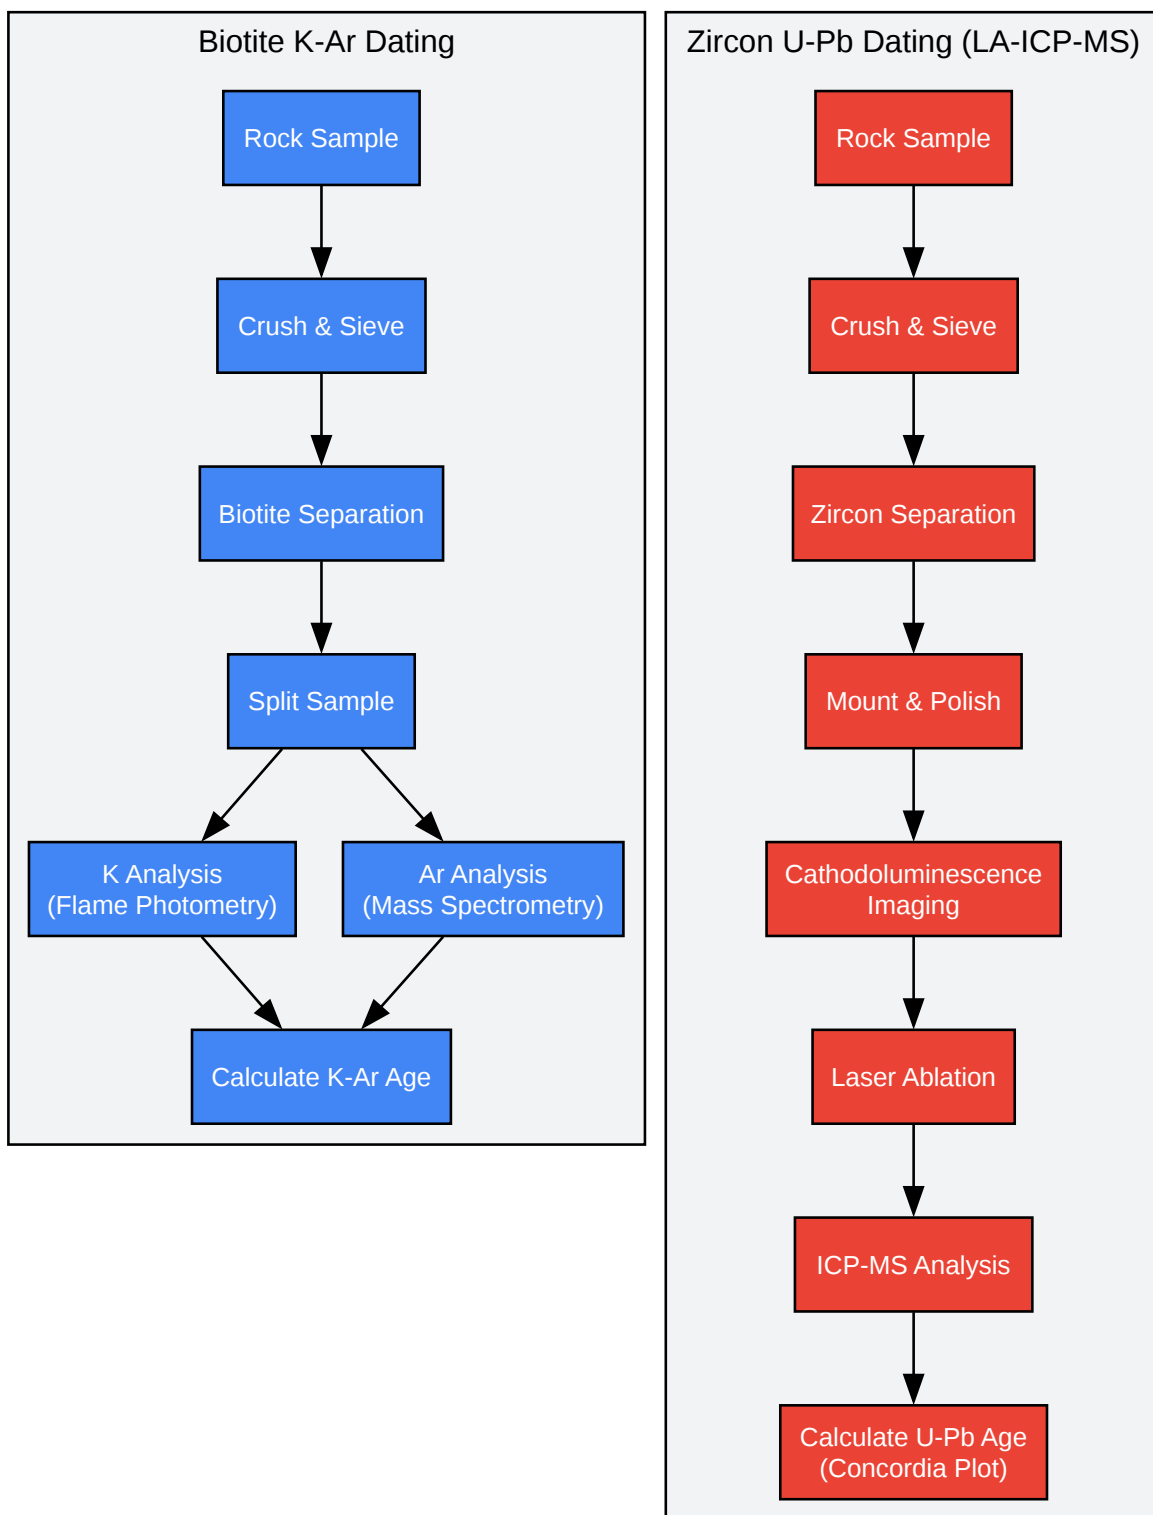 Biotite K-Ar Dating
Rock Sample
Crush & Sieve
Biotite Separation
Split Sample
K Analysis
(Flame Photometry)
Ar Analysis
(Mass Spectrometry)
Calculate K-Ar Age
Zircon U-Pb Dating (LA-ICP-MS)
Rock Sample
Crush & Sieve
Zircon Separation
Mount & Polish
Cathodoluminescence
Imaging
Laser Ablation
ICP-MS Analysis
Calculate U-Pb Age
(Concordia Plot)